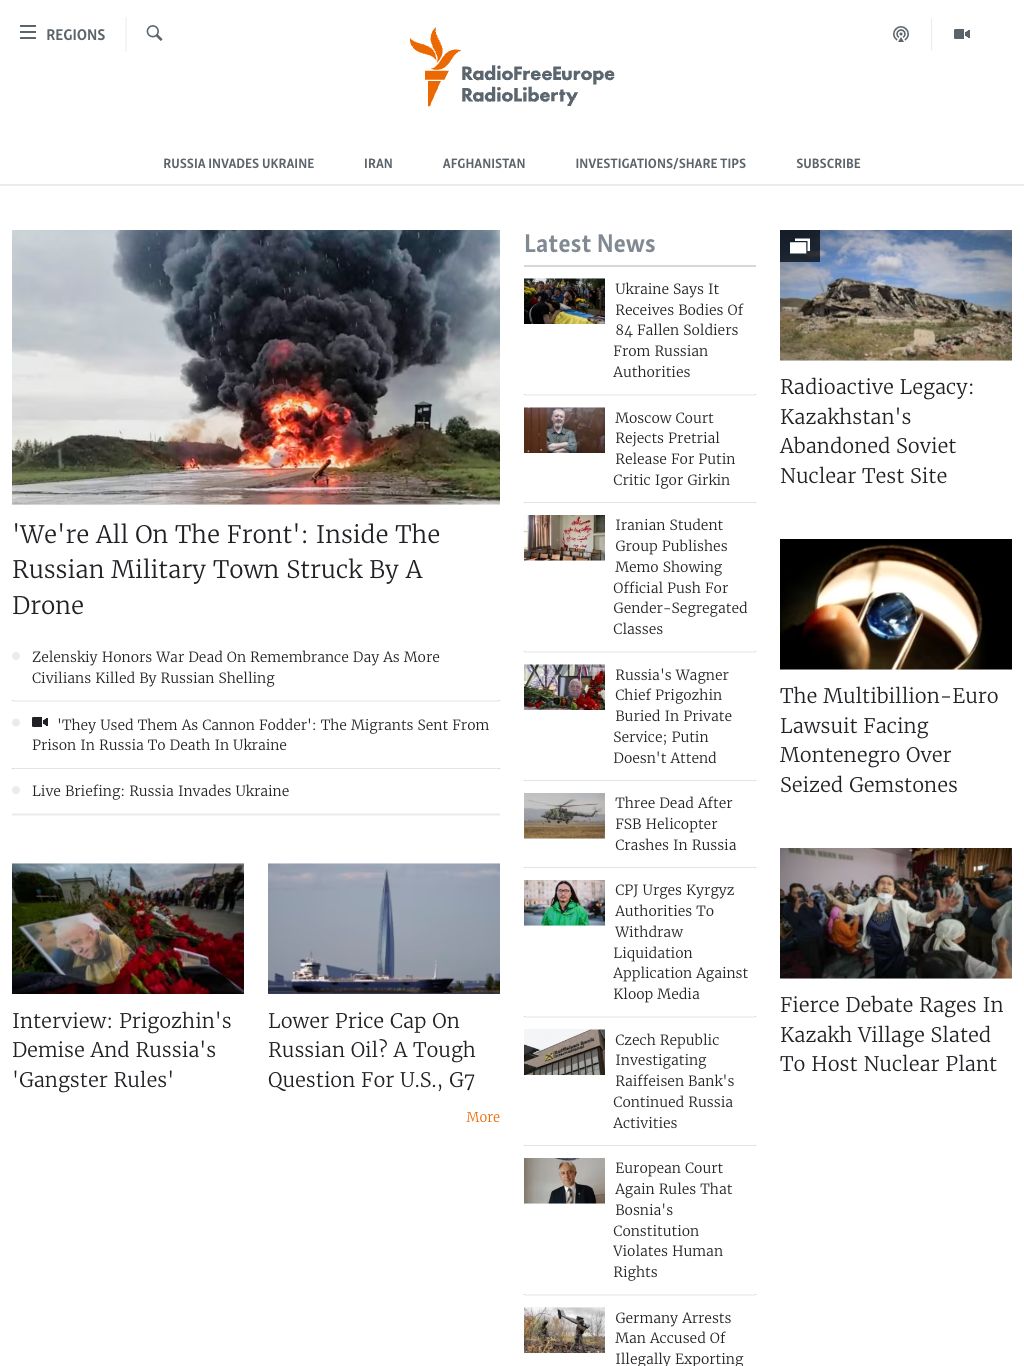 REGIONS
RadioFreeEurope
RadioLiberty
RUSSIA INVADES UKRAINE
IRAN
AFGHANISTAN
INVESTIGATIONS/SHARE TIPS
SUBSCRIBE
'We're All On The Front': Inside The
Russian Military Town Struck By A
Drone
Zelenskiy Honors War Dead On Remembrance Day As More
Civilians Killed By Russian Shelling
'They Used Them As Cannon Fodder': The Migrants Sent From
Prison In Russia To Death In Ukraine
Live Briefing: Russia Invades Ukraine
Interview: Prigozhin's
Demise And Russia's
'Gangster Rules'
Lower Price Cap On
Russian Oil? A Tough
Question For U.S., G7
More
Latest News
Ukraine Says It
Receives Bodies Of
84 Fallen Soldiers
From Russian
Authorities
Moscow Court
Rejects Pretrial
Release For Putin
Critic Igor Girkin
Iranian Student
Group Publishes
Memo Showing
Official Push For
Gender-Segregated
Classes
Russia's Wagner
Chief Prigozhin
Buried In Private
Service; Putin
Doesn't Attend
Three Dead After
FSB Helicopter
Crashes In Russia
CPJ Urges Kyrgyz
Authorities To
Withdraw
Liquidation
Application Against
Kloop Media
Czech Republic
Investigating
Raiffeisen Bank's
Continued Russia
Activities
European Court
Again Rules That
Bosnia's
Constitution
Violates Human
Rights
Germany Arrests
Man Accused Of
Illegally Exporting
Radioactive Legacy:
Kazakhstan's
Abandoned Soviet
Nuclear Test Site
The Multibillion-Euro
Lawsuit Facing
Montenegro Over
Seized Gemstones
Fierce Debate Rages In
Kazakh Village Slated
To Host Nuclear Plant